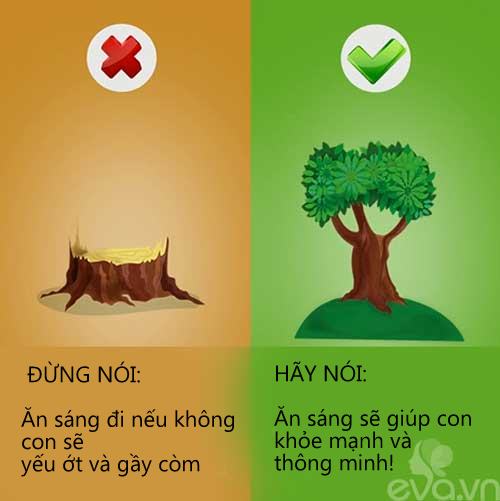 ĐỪNG NÓI:
Ăn sáng đi nếu không
con sẽ
yếu ớt và gầy còm
HÃY NÓI:
Ăn sáng sẽ giúp con
khỏe mạnh và
thông minh!
eva.vn